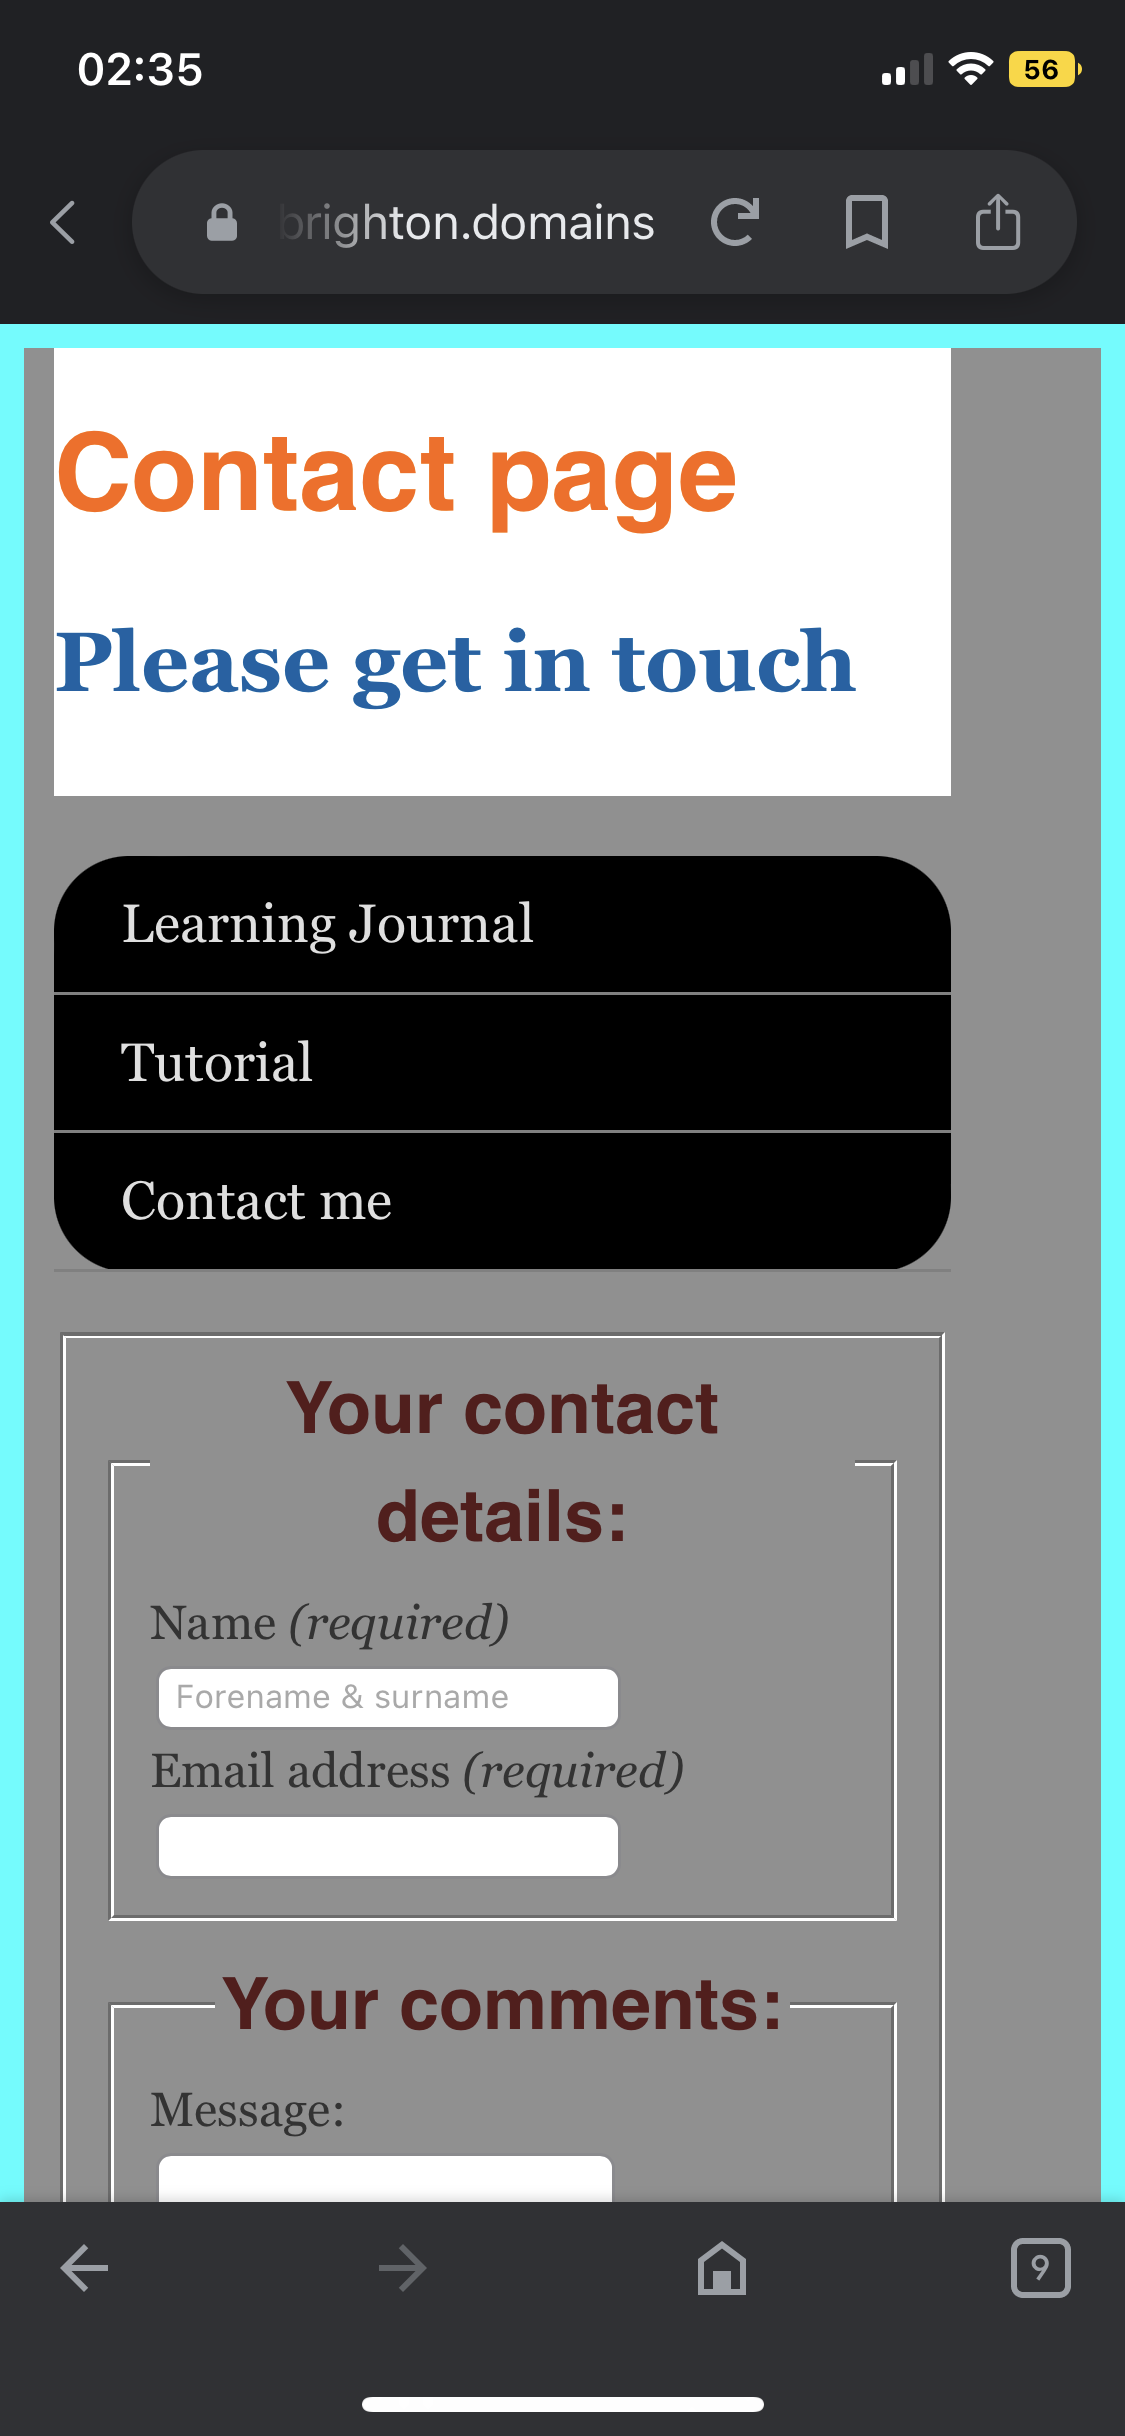 02:35
56
brighton.domains
Contact page
Please get in touch
Learning Journal
Tutorial
Contact me
Your contact
details:
Name (required)
Forename & surname
Email address (required)
Your comments:
Message:
9